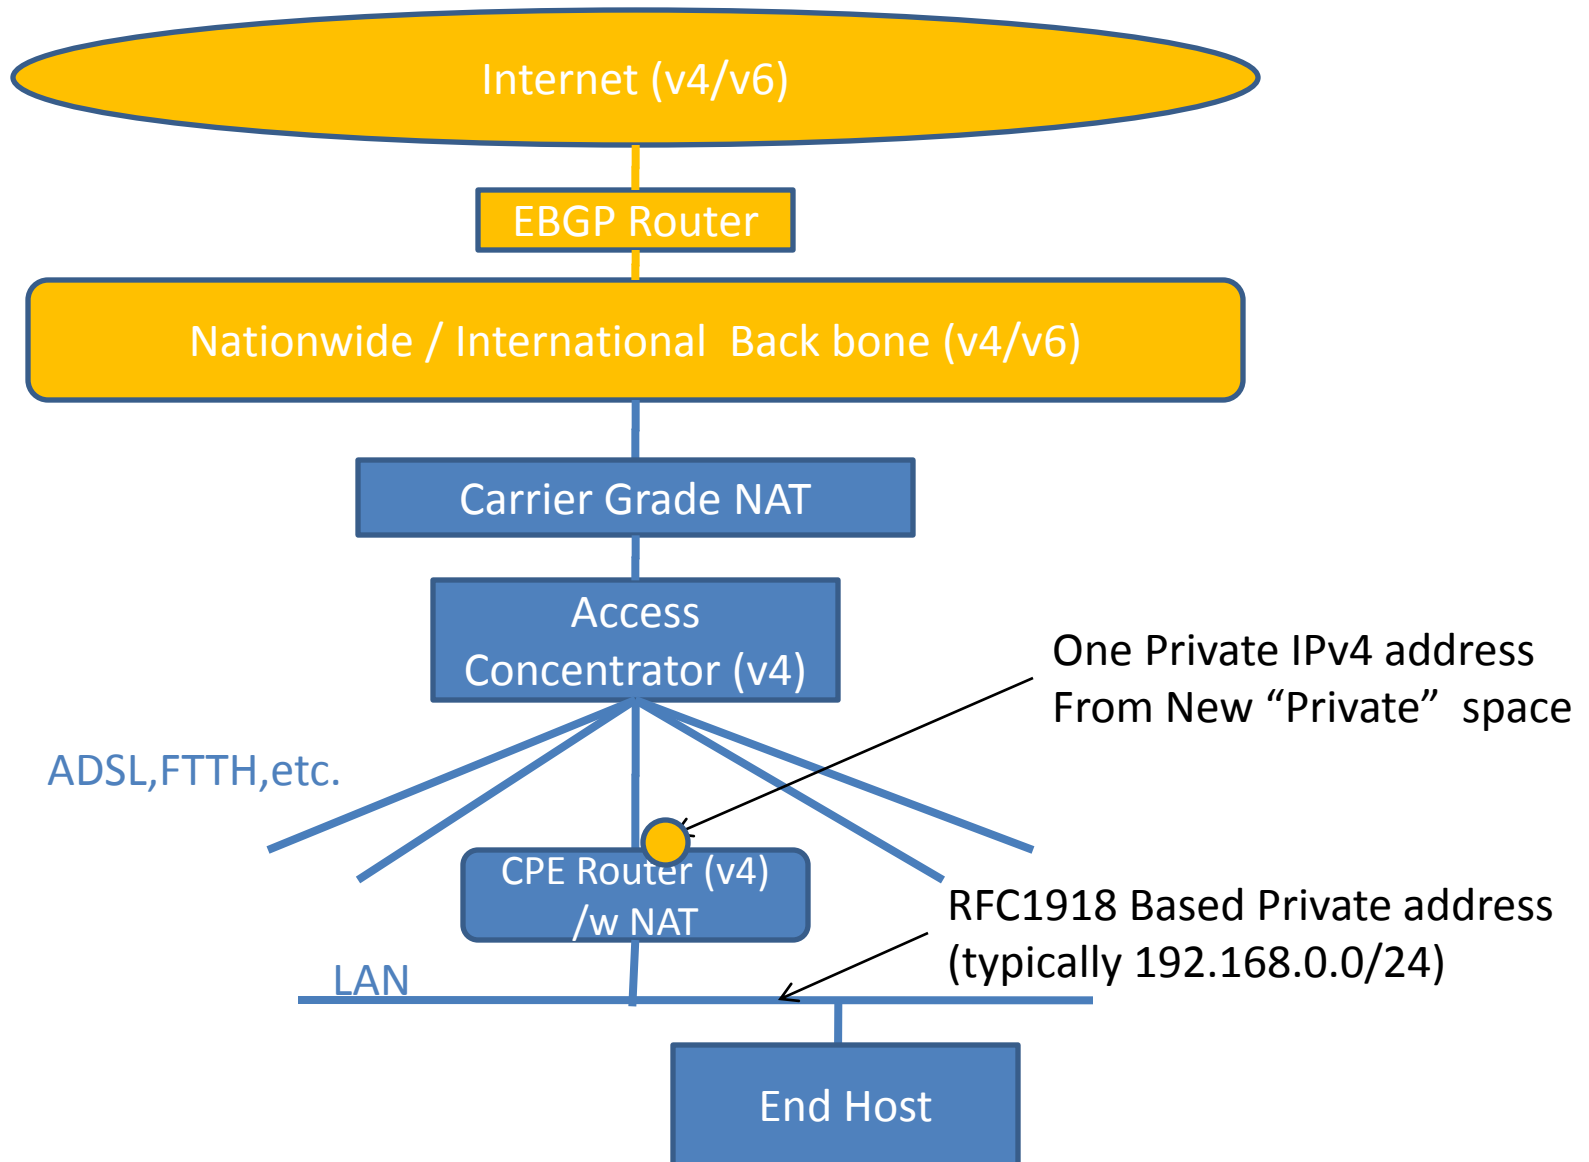 Internet (v4/v6)
EBGP Router
Nationwide / International  Back bone (v4/v6)
Carrier Grade NAT
Access
Concentrator (v4)
One Private IPv4 address
From New “Private”  space
ADSL,FTTH,etc.
CPE Router (v4)
/w NAT
RFC1918 Based Private address
(typically 192.168.0.0/24)
LAN
End Host